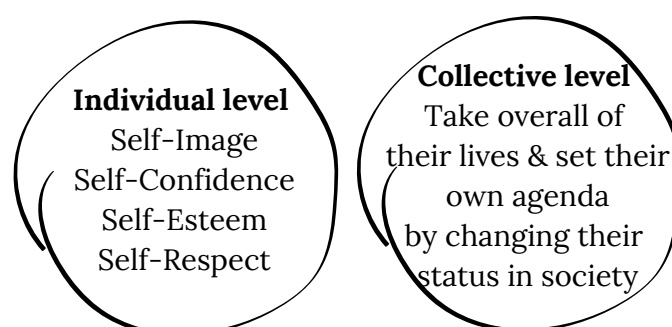 Individual level
Self-Image
Self-Confidence
Self-Esteem
Self-Respect
Collective level
Take overall of
their lives & set their
own agenda
by changing their
status in society